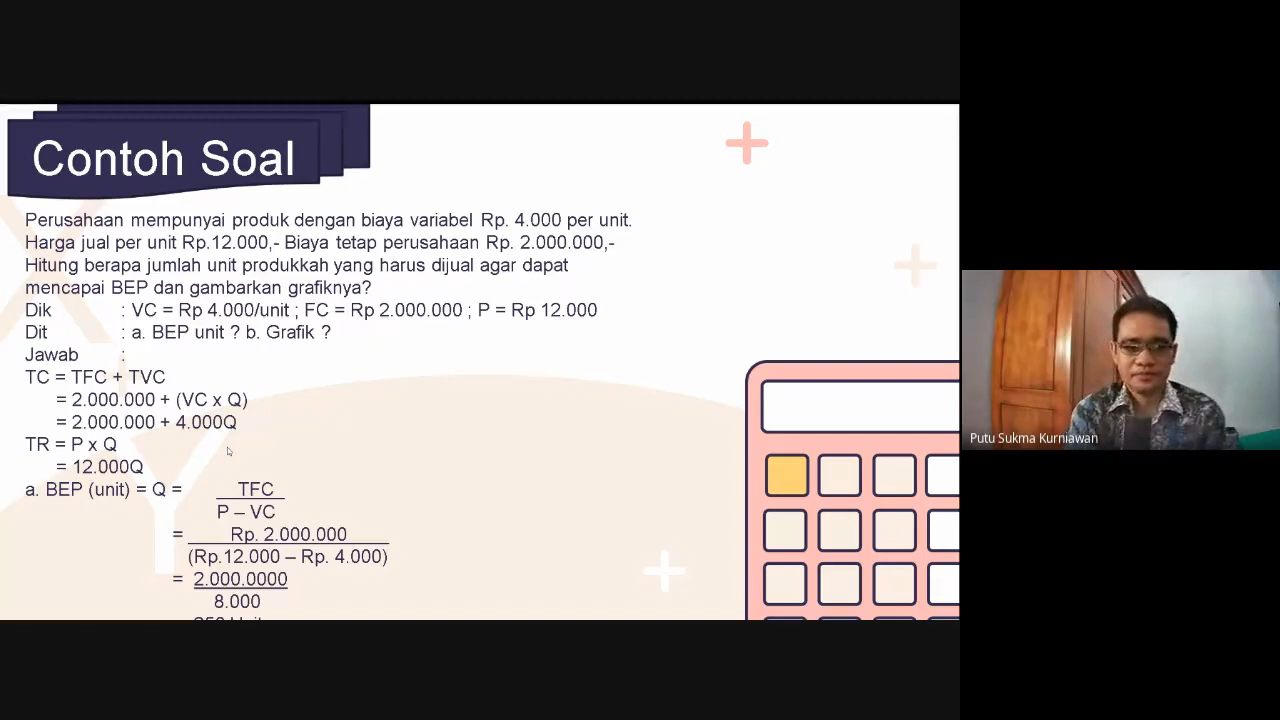 Contoh Soal
Perusahaan mempunyai produk dengan biaya variabel Rp. 4.000 per unit.
Harga jual per unit Rp.12.000,- Biaya tetap perusahaan Rp. 2.000.000,-
Hitung berapa jumlah unit produkkah yang harus dijual agar dapat
mencapai BEP dan gambarkan grafiknya?
Dik : VC = Rp 4.000/unit ; FC = Rp 2.000.000 ; P = Rp 12.000
Dit : a. BEP unit ? b. Grafik ?
Jawab :
TC = TFC + TVC
= 2.000.000 + (VC x Q)
= 2.000.000 + 4.000Q
TR = P x Q
= 12.000Q
a. BEP (unit) = Q = TFC
P – VC
= Rp. 2.000.000
(Rp.12.000 – Rp. 4.000)
= 2.000.0000
8.000
Putu Sukma Kurniawan